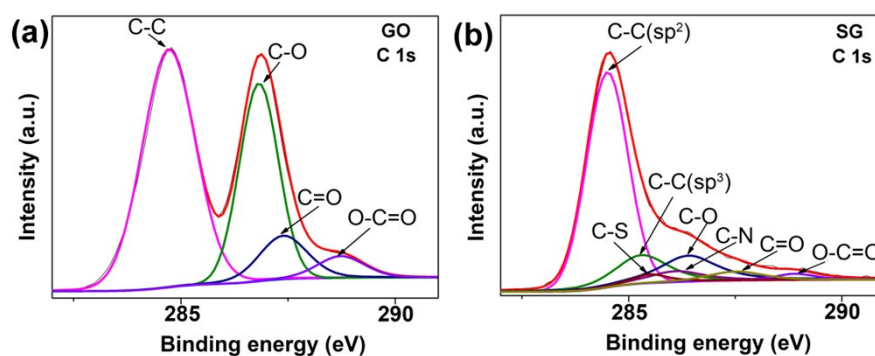 (a)
GO
C 1s
C-C
C-O
C=O
O-C=O
Intensity (a.u.)
285
290
Binding energy (eV)
(b)
SG
C 1s
C-C(sp²)
C-C(sp³)
C-O
C-S
C-N
C=O
O-C=O
Intensity (a.u.)
285
290
Binding energy (eV)